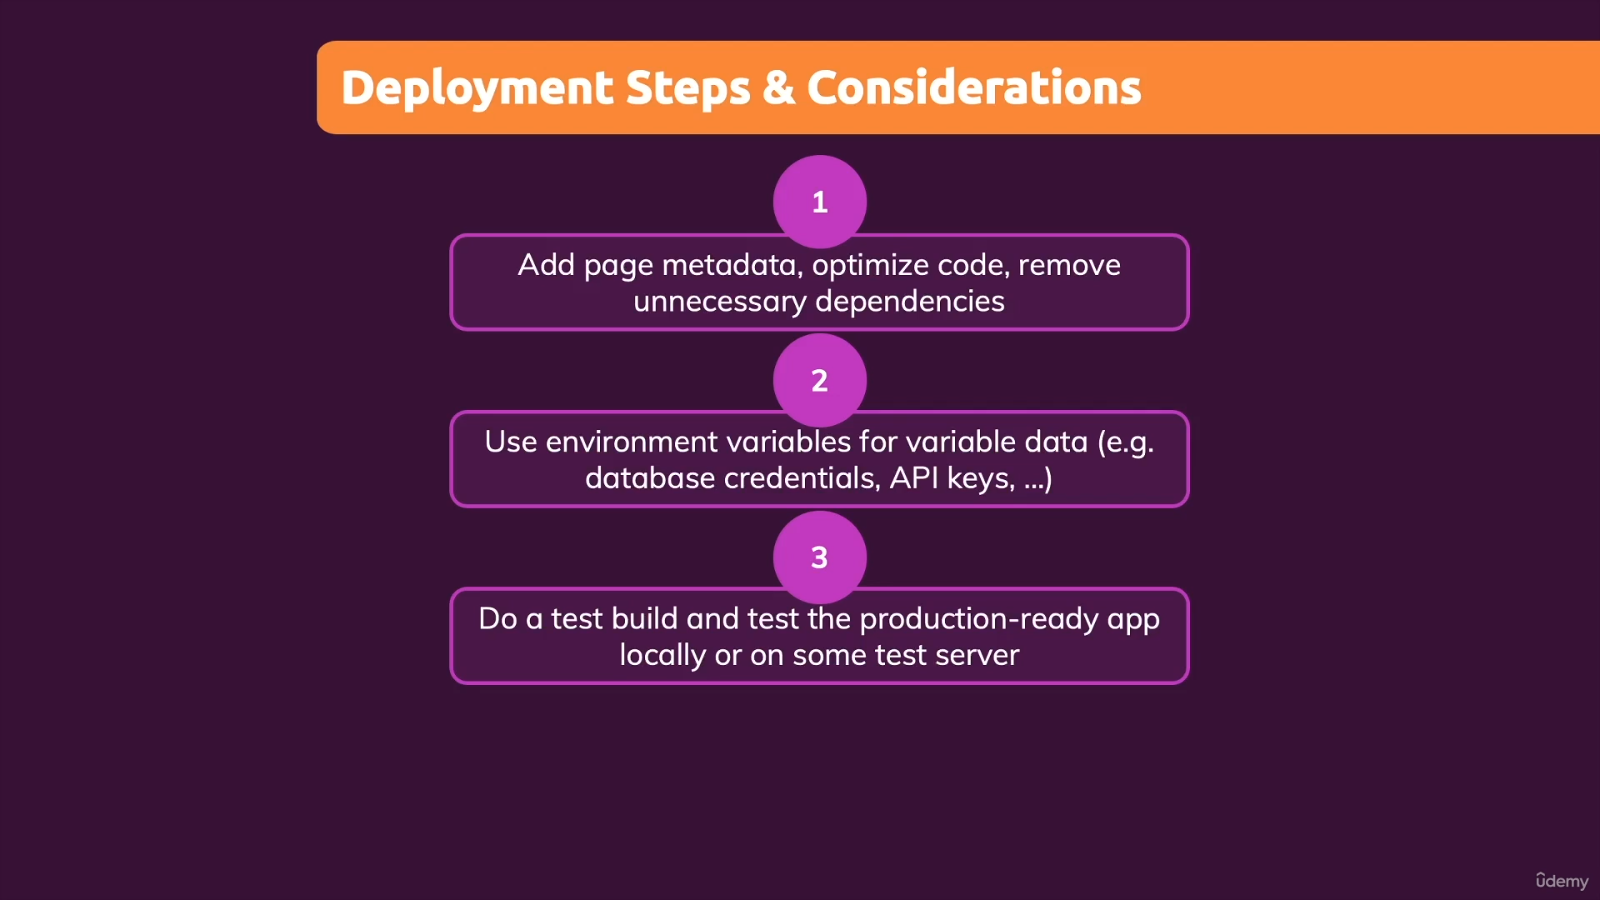 Deployment Steps & Considerations
1
Add page metadata, optimize code, remove
unnecessary dependencies
2
Use environment variables for variable data (e.g.
database credentials, API keys, ...)
3
Do a test build and test the production-ready app
locally or on some test server
ûdemy